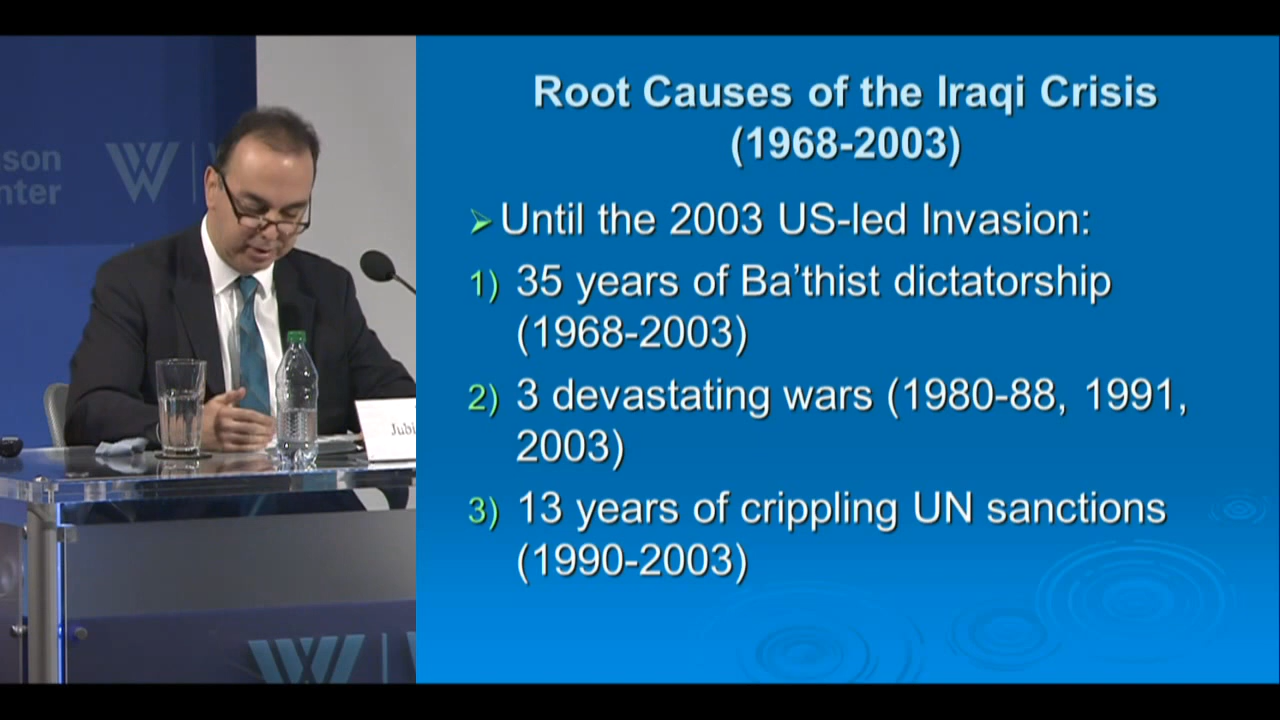 son
nter
Root Causes of the Iraqi Crisis
(1968-2003)
➢Until the 2003 US-led Invasion:
1) 35 years of Ba’thist dictatorship
(1968-2003)
2) 3 devastating wars (1980-88, 1991,
2003)
3) 13 years of crippling UN sanctions
(1990-2003)
Jubi